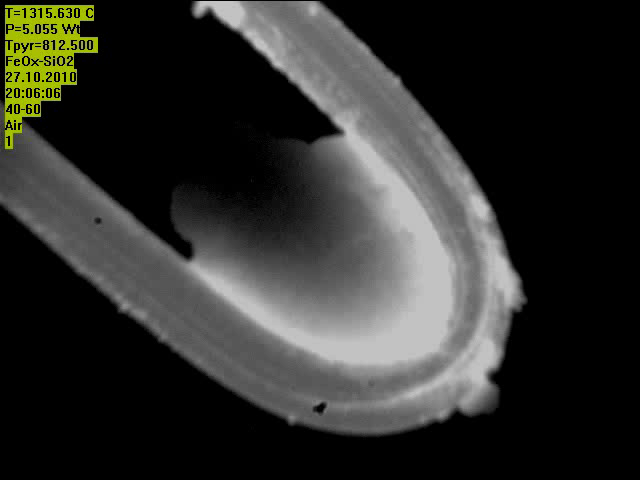 T=1315.630 C
P=5.055 Wt
Tpyr=812.500
FeOx-SiO2
27.10.2010
20:06:06
40-60
Air
1